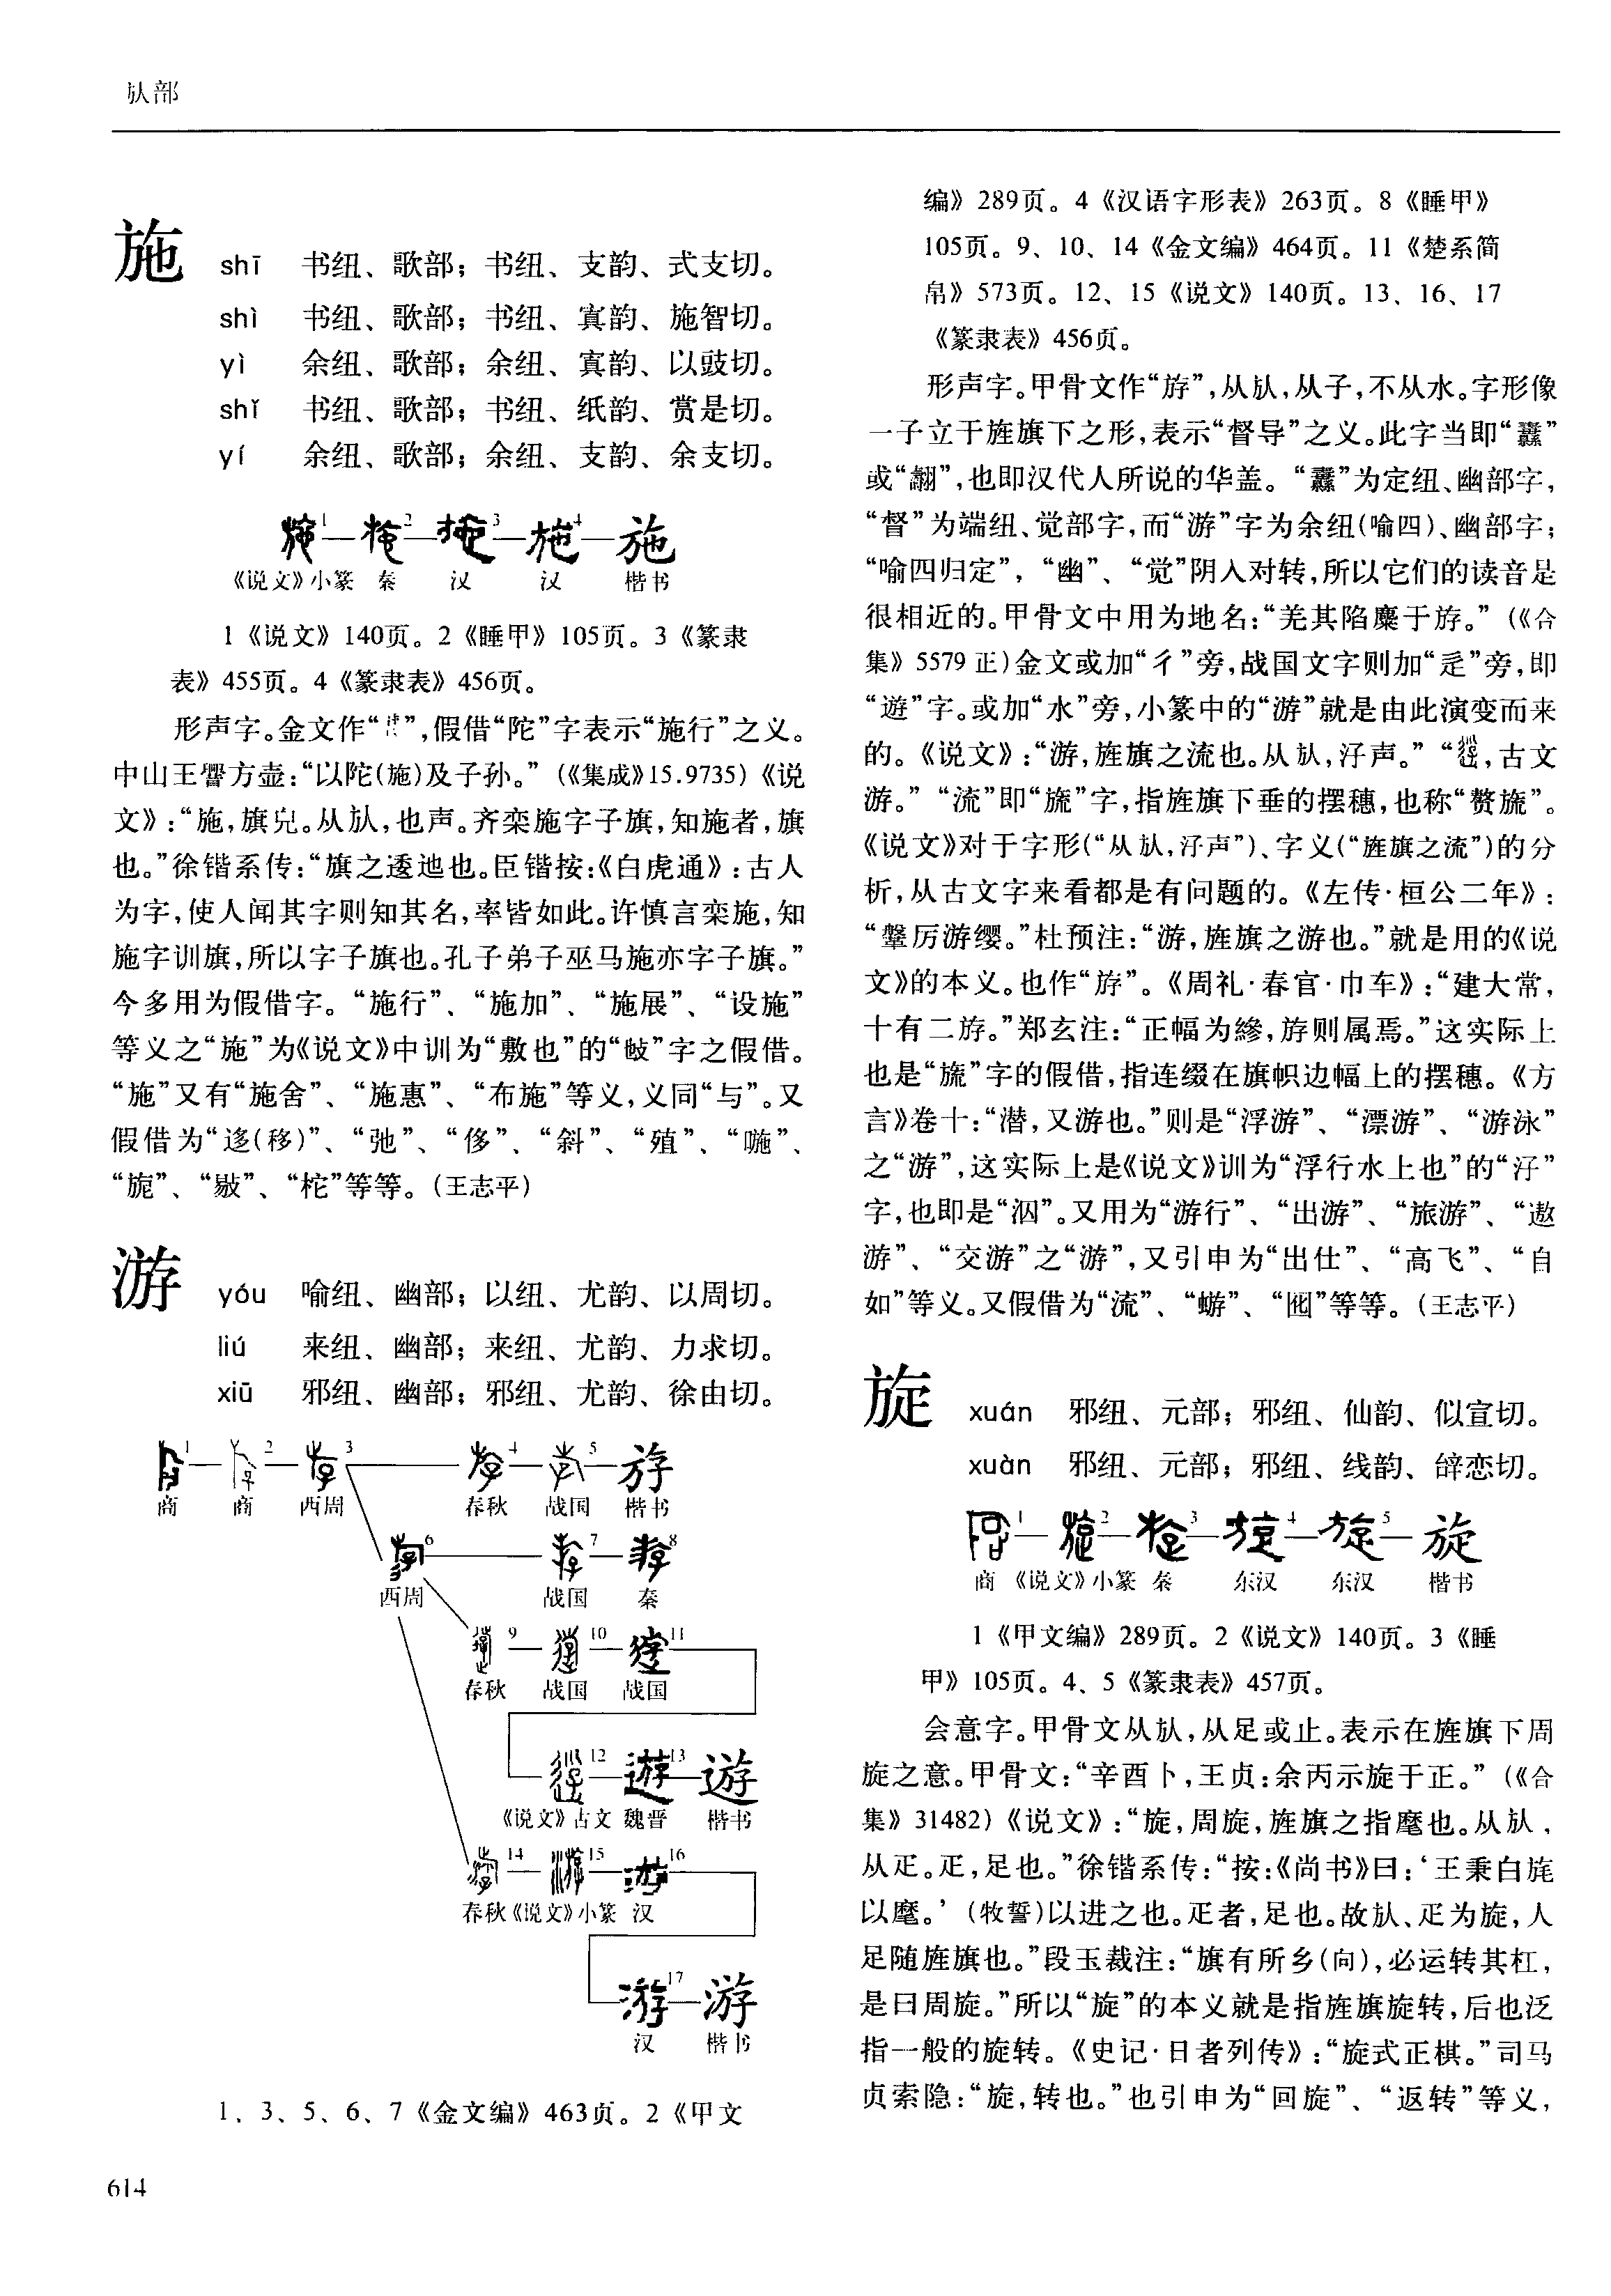 㫃部
施
shī 书纽、歌部；书纽、支韵、式支切。
shì 书纽、歌部；书纽、寘韵、施智切。
yì 余纽、歌部；余纽、寘韵、以豉切。
shǐ 书纽、歌部；书纽、纸韵、赏是切。
yí 余纽、歌部；余纽、支韵、余支切。
1 2 3 4 施
《说文》小篆 秦 汉 汉 楷书
1《说文》140页。2《睡甲》105页。3《篆隶
表》455页。4《篆隶表》456页。
形声字。金文作“”，假借“陀”字表示“施行”之义。
中山王䜣方壶：“以陀(施)及子孙。”(《集成》15.9735)《说
文》：“施，旗皃。从㫃，也声。齐栾施字子旗，知施者，旗
也。”徐锴系传：“旗之逶迆也。臣锴按：《白虎通》：古人
为字，使人闻其字则知其名，率皆如此。许慎言栾施，知
施字训旗，所以字子旗也。孔子弟子巫马施亦字子旗。”
今多用为假借字。“施行”、“施加”、“施展”、“设施”
等义之“施”为《说文》中训为“敷也”的“𢻱”字之假借。
“施”又有“施舍”、“施惠”、“布施”等义，义同“与”。又
假借为“迻(移)”、“弛”、“侈”、“斜”、“殖”、“㗭”、
“旎”、“敡”、“柁”等等。(王志平)
游
yóu 喻纽、幽部；以纽、尤韵、以周切。
liú 来纽、幽部；来纽、尤韵、力求切。
xiū 邪纽、幽部；邪纽、尤韵、徐由切。
1 2 3 4 5 斿
商 商 西周 春秋 战国 楷书
6 7 8
西周 战国 秦
9 10 11
春秋 战国 战国
12 13 遊
《说文》古文 魏晋 楷书
14 15 16
春秋《说文》小篆 汉
17 游
汉 楷书
1、3、5、6、7《金文编》463页。2《甲文
编》289页。4《汉语字形表》263页。8《睡甲》
105页。9、10、14《金文编》464页。11《楚系简
帛》573页。12、15《说文》140页。13、16、17
《篆隶表》456页。
形声字。甲骨文作“斿”，从㫃，从子，不从水。字形像
一子立于旌旗下之形，表示“督导”之义。此字当即“纛”
或“翿”，也即汉代人所说的华盖。“纛”为定纽、幽部字，
“督”为端纽、觉部字，而“游”字为余纽(喻四)、幽部字；
“喻四归定”，“幽”、“觉”阴入对转，所以它们的读音是
很相近的。甲骨文中用为地名：“羌其陷麋于斿。”(《合
集》5579正)金文或加“彳”旁，战国文字则加“辵”旁，即
“遊”字。或加“水”旁，小篆中的“游”就是由此演变而来
的。《说文》：“游，旌旗之流也。从㫃，汓声。”“，古文
游。”“流”即“旒”字，指旌旗下垂的摆穗，也称“赘旒”。
《说文》对于字形(“从㫃，汓声”)、字义(“旌旗之流”)的分
析，从古文字来看都是有问题的。《左传·桓公二年》：
“鞶厉游缨。”杜预注：“游，旌旗之游也。”就是用的《说
文》的本义。也作“斿”。《周礼·春官·巾车》：“建大常，
十有二斿。”郑玄注：“正幅为縿，斿则属焉。”这实际上
也是“旒”字的假借，指连缀在旗帜边幅上的摆穗。《方
言》卷十：“潜，又游也。”则是“浮游”、“漂游”、“游泳”
之“游”，这实际上是《说文》训为“浮行水上也”的“汓”
字，也即是“泅”。又用为“游行”、“出游”、“旅游”、“遨
游”、“交游”之“游”，又引申为“出仕”、“高飞”、“自
如”等义。又假借为“流”、“蝣”、“囮”等等。(王志平)
旋
xuán 邪纽、元部；邪纽、仙韵、似宣切。
xuàn 邪纽、元部；邪纽、线韵、辞恋切。
1 2 3 4 5 旋
商 《说文》小篆 秦 东汉 东汉 楷书
1《甲文编》289页。2《说文》140页。3《睡
甲》105页。4、5《篆隶表》457页。
会意字。甲骨文从㫃，从足或止。表示在旌旗下周
旋之意。甲骨文：“辛酉卜，王贞：余丙示旋于正。”(《合
集》31482)《说文》：“旋，周旋，旌旗之指麾也。从㫃，
从疋。疋，足也。”徐锴系传：“按：《尚书》曰：‘王秉白旄
以麾。’(牧誓)以进之也。疋者，足也。故㫃、疋为旋，人
足随旌旗也。”段玉裁注：“旗有所乡(向)，必运转其杠，
是曰周旋。”所以“旋”的本义就是指旌旗旋转，后也泛
指一般的旋转。《史记·日者列传》：“旋式正棋。”司马
贞索隐：“旋，转也。”也引申为“回旋”、“返转”等义，
614